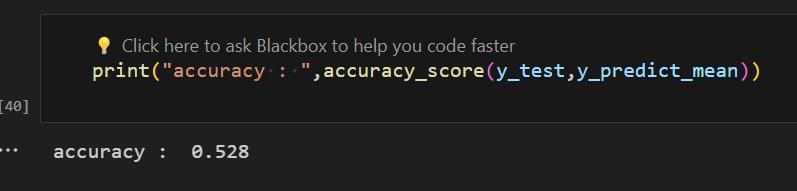 💡 Click here to ask Blackbox to help you code faster
print("accuracy : ",accuracy_score(y_test,y_predict_mean))
[40]
... accuracy :  0.528